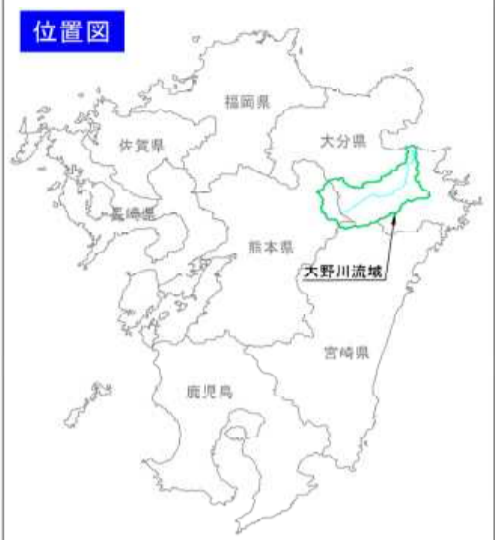 位置図
福岡県
佐賀県
大分県
長崎県
熊本県
大野川流域
宮崎県
鹿児島